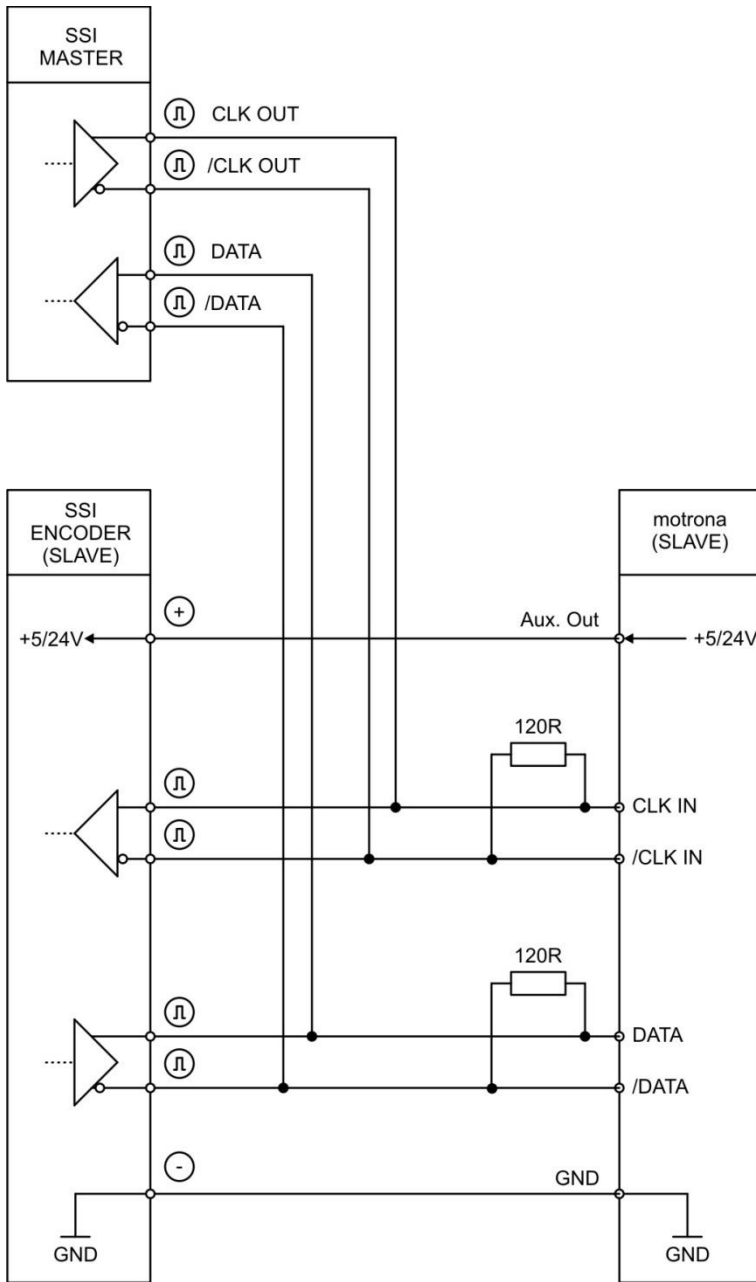 SSI
MASTER
CLK OUT
/CLK OUT
DATA
/DATA
SSI
ENCODER
(SLAVE)
motrona
(SLAVE)
+
Aux. Out
+5/24V
+5/24V
120R
CLK IN
/CLK IN
120R
DATA
/DATA
-
GND
GND
GND